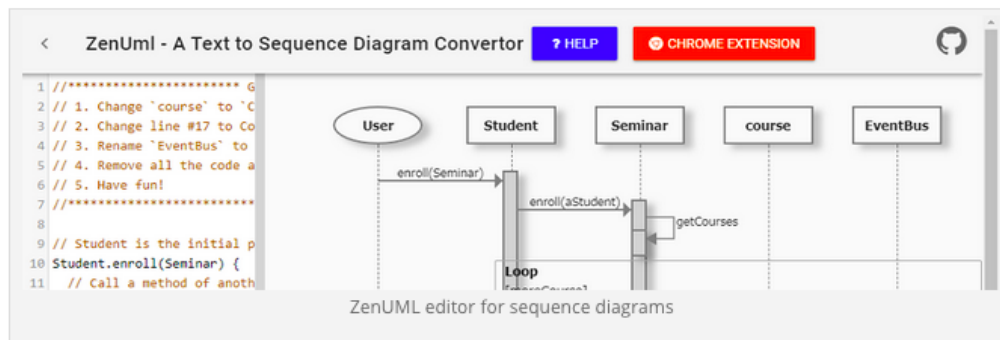 ZenUml - A Text to Sequence Diagram Convertor
? HELP
CHROME EXTENSION
1 //************************ G
2 // 1. Change `course` to `C
3 // 2. Change line #17 to Co
4 // 3. Rename `EventBus` to
5 // 4. Remove all the code a
6 // 5. Have fun!
7 //**************************
8
9 // Student is the initial p
10 Student.enroll(Seminar) {
11 // Call a method of anoth
User
Student
Seminar
course
EventBus
enroll(Seminar)
enroll(aStudent)
getCourses
Loop
ZenUML editor for sequence diagrams